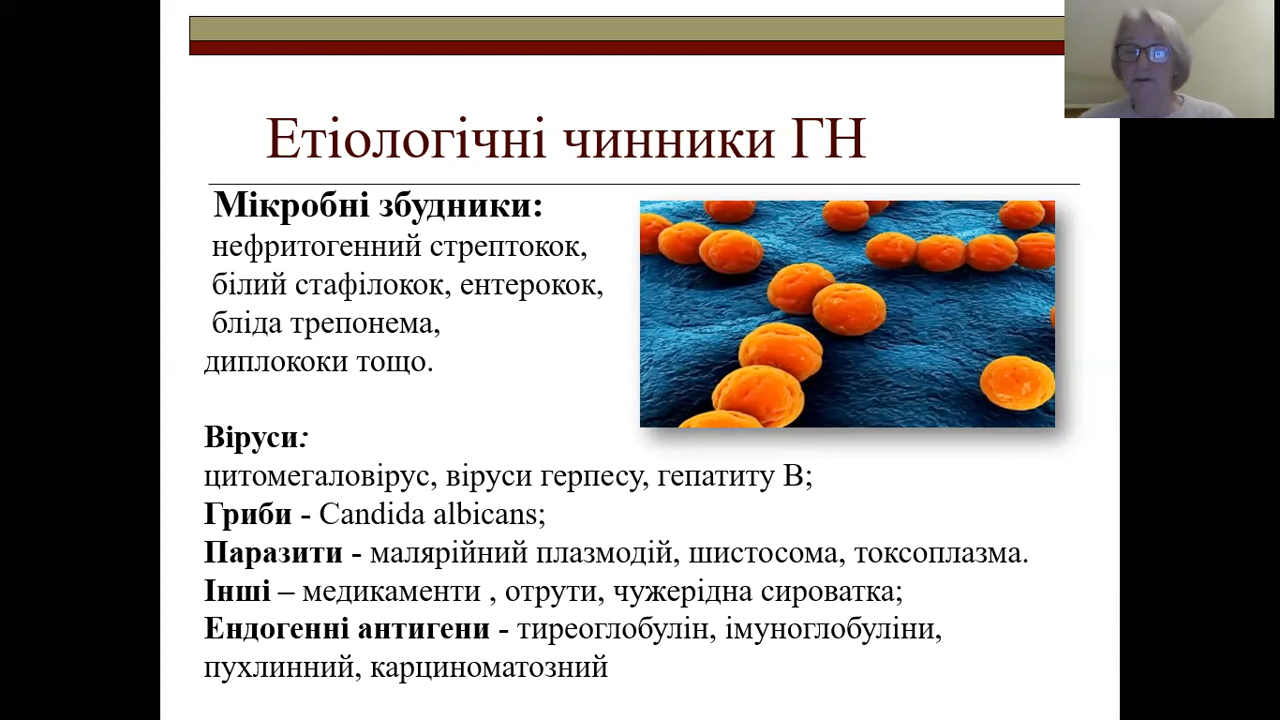 Етіологічні чинники ГН
Мікробні збудники:
нефритогенний стрептокок,
білий стафілокок, ентерокок,
бліда трепонема,
диплококи тощо.
Віруси:
цитомегаловірус, віруси герпесу, гепатиту В;
Гриби - Candida albicans;
Паразити - малярійний плазмодій, шистосома, токсоплазма.
Інші – медикаменти , отрути, чужерідна сироватка;
Ендогенні антигени - тиреоглобулін, імуноглобуліни,
пухлинний, карциноматозний